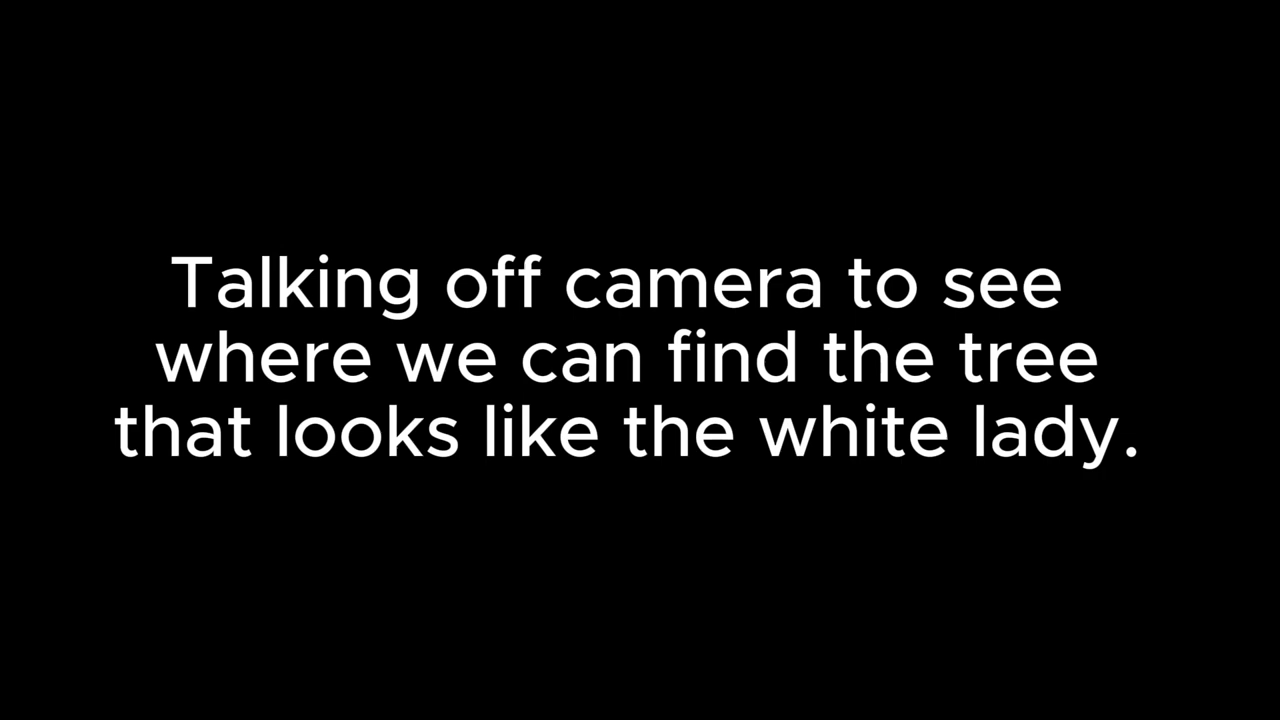 Talking off camera to see
where we can find the tree
that looks like the white lady.